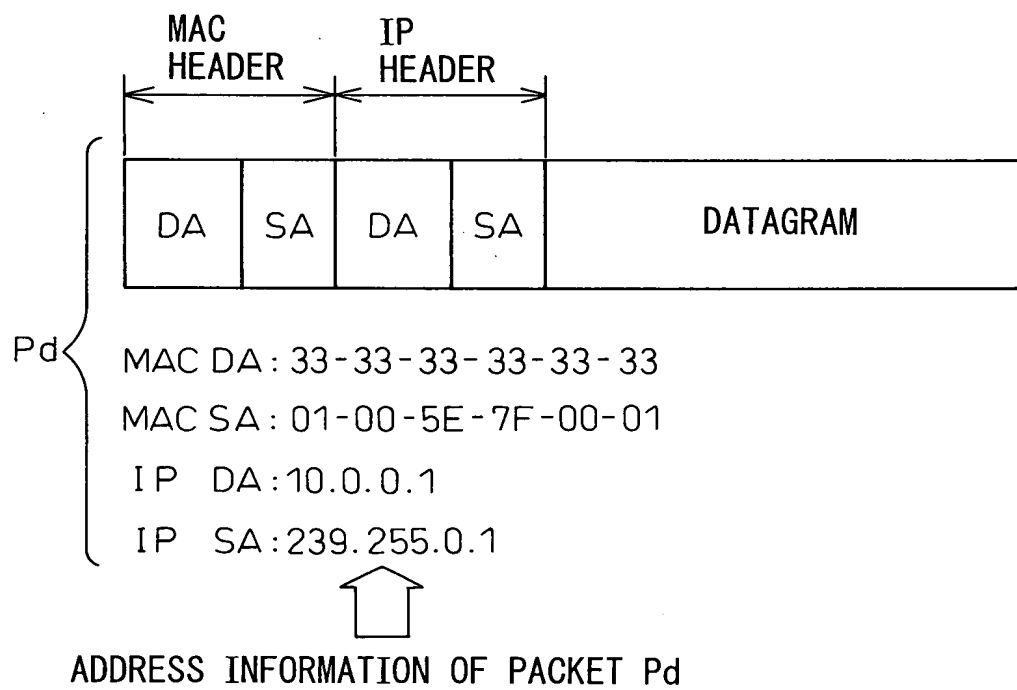 MAC HEADER
IP HEADER
DA SA DA SA DATAGRAM
Pd
MAC DA: 33-33-33-33-33-33
MAC SA: 01-00-5E-7F-00-01
IP DA: 10.0.0.1
IP SA: 239.255.0.1
ADDRESS INFORMATION OF PACKET Pd